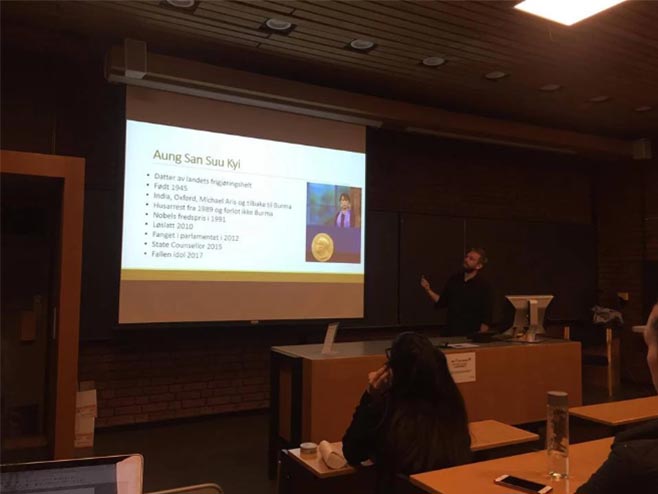 Aung San Suu Kyi
Datter av landets frigjøringshelt
Født 1945
India, Oxford, Michael Aris og tilbake til Burma
Husarrest fra 1989 og forlot ikke Burma
Nobels fredspris i 1991
Løslatt 2010
Fanget i parlamentet i 2012
State Counsellor 2015
Fallen idol 2017